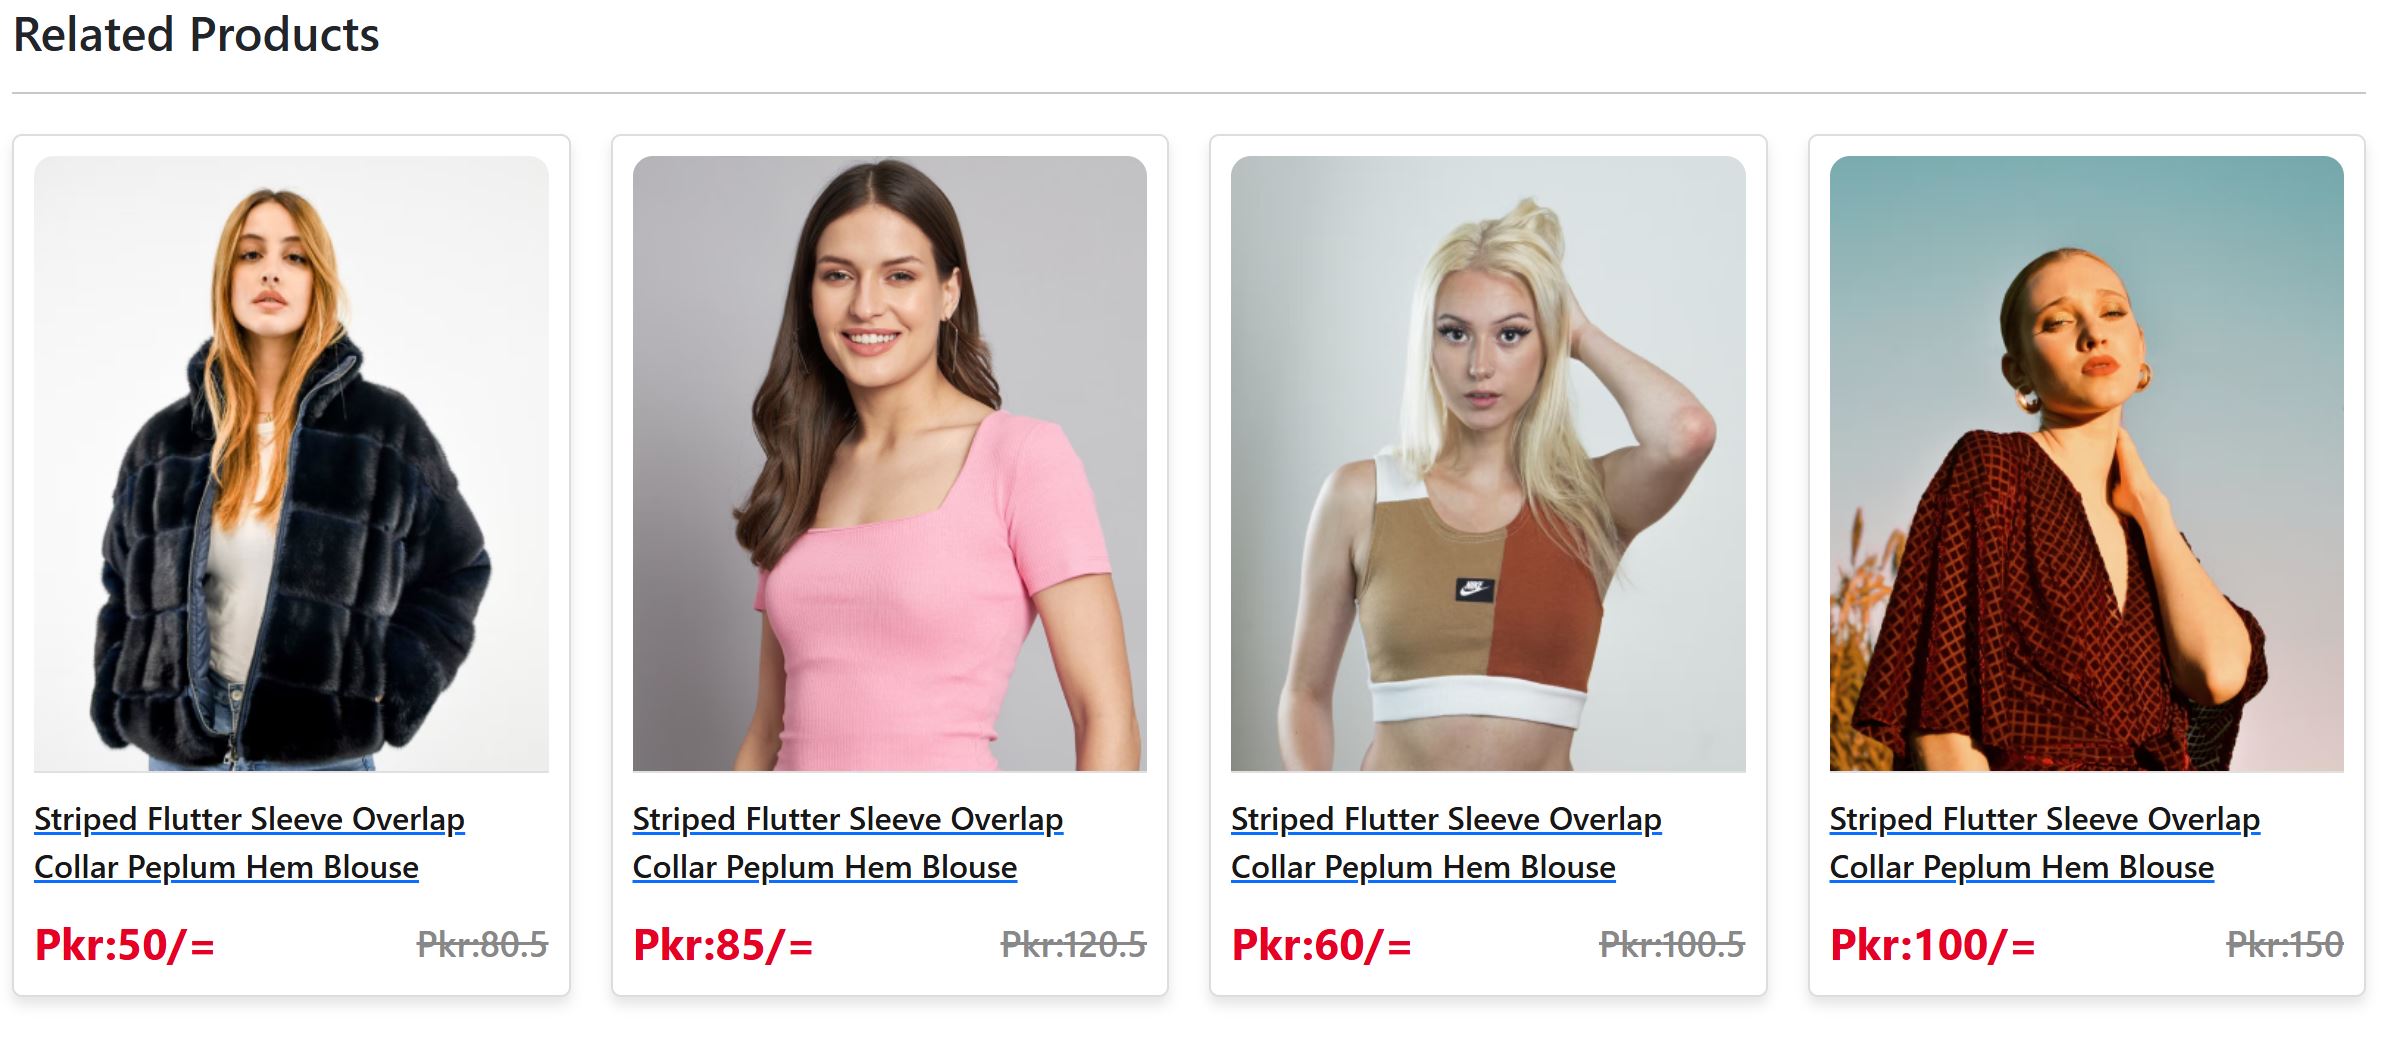 Related Products
NIKE
Striped Flutter Sleeve Overlap
Collar Peplum Hem Blouse
Pkr:50/= Pkr:80.5
Striped Flutter Sleeve Overlap
Collar Peplum Hem Blouse
Pkr:85/= Pkr:120.5
Striped Flutter Sleeve Overlap
Collar Peplum Hem Blouse
Pkr:60/= Pkr:100.5
Striped Flutter Sleeve Overlap
Collar Peplum Hem Blouse
Pkr:100/= Pkr:150